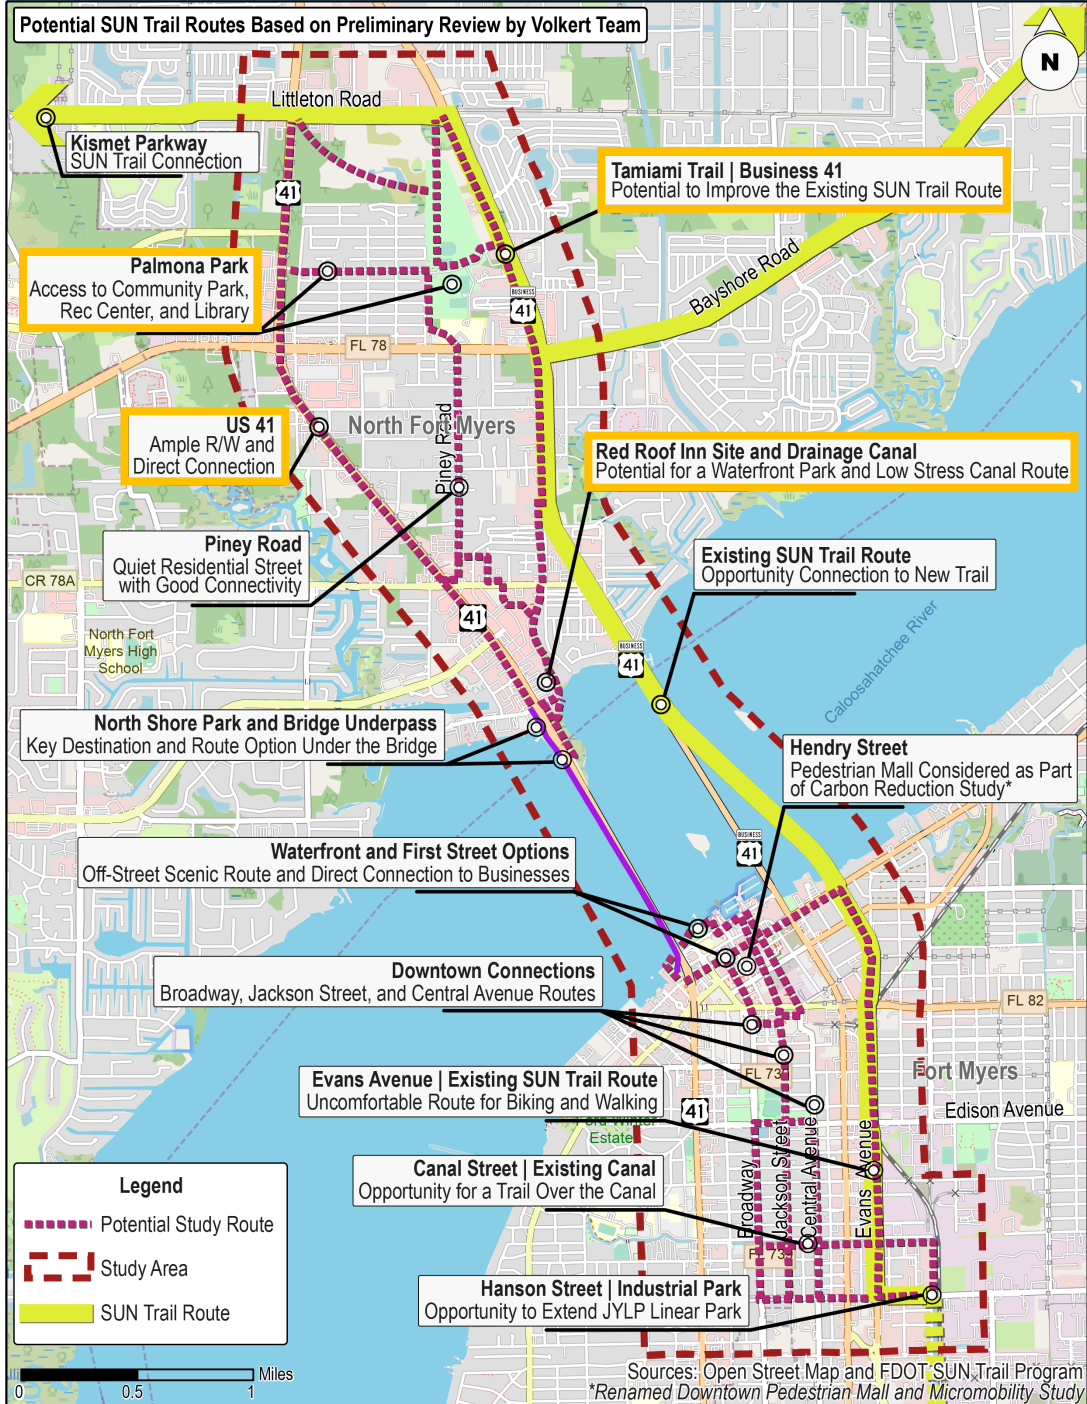 Potential SUN Trail Routes Based on Preliminary Review by Volkert Team
N
Littleton Road
Kismet Parkway
SUN Trail Connection
41
Tamiami Trail | Business 41
Potential to Improve the Existing SUN Trail Route
Palmona Park
Access to Community Park,
Rec Center, and Library
Bayshore Road
BUSINESS
41
FL 78
US 41
Ample R/W and
Direct Connection
North Fort Myers
Piney Road
Red Roof Inn Site and Drainage Canal
Potential for a Waterfront Park and Low Stress Canal Route
Piney Road
Quiet Residential Street
with Good Connectivity
Existing SUN Trail Route
Opportunity Connection to New Trail
CR 78A
41
North Fort
Myers High
School
BUSINESS
41
Caloosahatchee River
North Shore Park and Bridge Underpass
Key Destination and Route Option Under the Bridge
Hendry Street
Pedestrian Mall Considered as Part
of Carbon Reduction Study*
BUSINESS
41
Waterfront and First Street Options
Off-Street Scenic Route and Direct Connection to Businesses
Downtown Connections
Broadway, Jackson Street, and Central Avenue Routes
FL 82
FL 73
Fort Myers
Evans Avenue | Existing SUN Trail Route
Uncomfortable Route for Biking and Walking
41
Edison Avenue
Estate
Canal Street | Existing Canal
Opportunity for a Trail Over the Canal
Broadway
Jackson Street
Central Avenue
Evans Avenue
FL 739
Hanson Street | Industrial Park
Opportunity to Extend JYLP Linear Park
Legend
Potential Study Route
Study Area
SUN Trail Route
0 0.5 1 Miles
Sources: Open Street Map and FDOT SUN Trail Program
*Renamed Downtown Pedestrian Mall and Micromobility Study